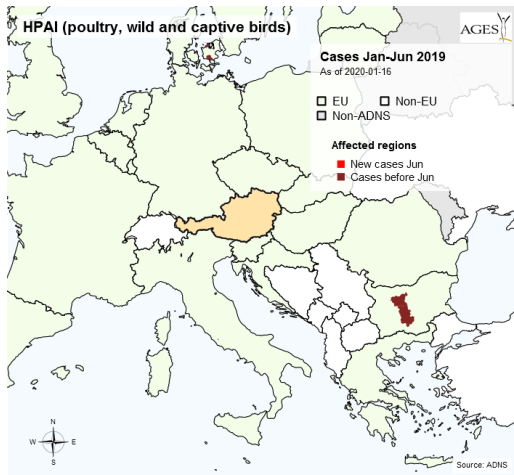 HPAI (poultry, wild and captive birds)
AGES
Cases Jan-Jun 2019
As of 2020-01-16
EU
Non-EU
Non-ADNS
Affected regions
New cases Jun
Cases before Jun
N
W
E
S
Source: ADNS